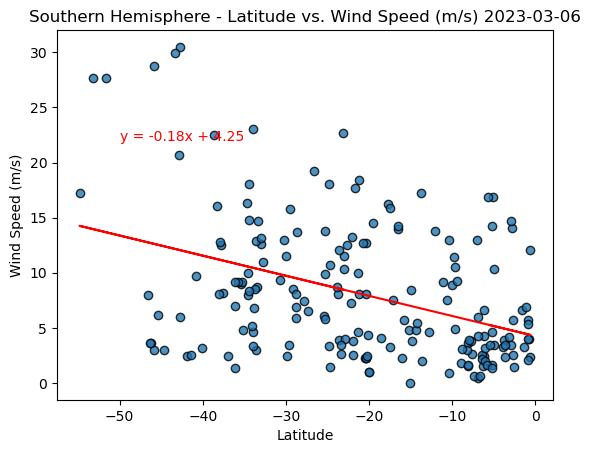 Southern Hemisphere - Latitude vs. Wind Speed (m/s) 2023-03-06
30
25
y = -0.18x + 4.25
20
Wind Speed (m/s)
15
10
5
0
−50 −40 −30 −20 −10 0
Latitude